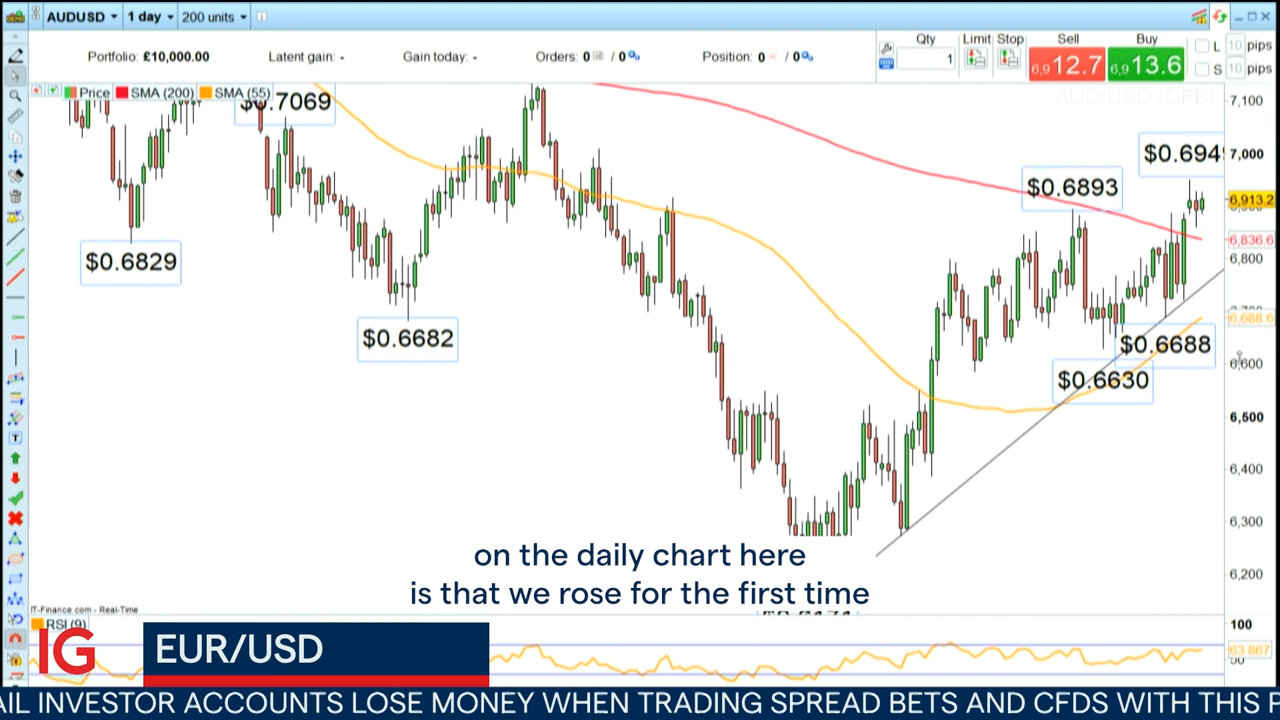 AUDUSD 1 day 200 units
Portfolio: £10,000.00 Latent gain: - Gain today: - Orders: 0 / 0 Position: 0 / 0
Qty Limit Stop Sell Buy
1 6,912.7 6,913.6
L 10 pips
S 10 pips
Price SMA (200) SMA (55)
AUD/USD (DFB)
$0.7069
7,100
$0.694
7,000
$0.6893
6,913.2
6,836.6
$0.6829
6,800
6,688.6
$0.6682
$0.6688
6,600
$0.6630
6,500
6,400
6,300
6,200
on the daily chart here
is that we rose for the first time
IT-Finance.com - Real-Time
RSI (9)
100
63.867
50
IG
EUR/USD
AIL INVESTOR ACCOUNTS LOSE MONEY WHEN TRADING SPREAD BETS AND CFDS WITH THIS P